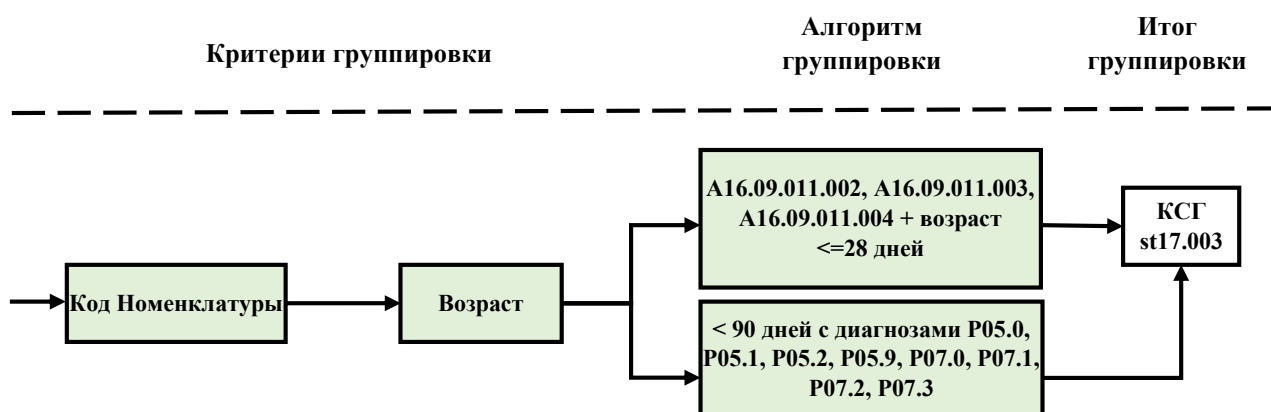 Критерии группировки
Алгоритм
группировки
Итог
группировки
Код Номенклатуры
Возраст
A16.09.011.002, A16.09.011.003,
A16.09.011.004 + возраст
<=28 дней
< 90 дней с диагнозами P05.0,
P05.1, P05.2, P05.9, P07.0, P07.1,
P07.2, P07.3
КСГ
st17.003